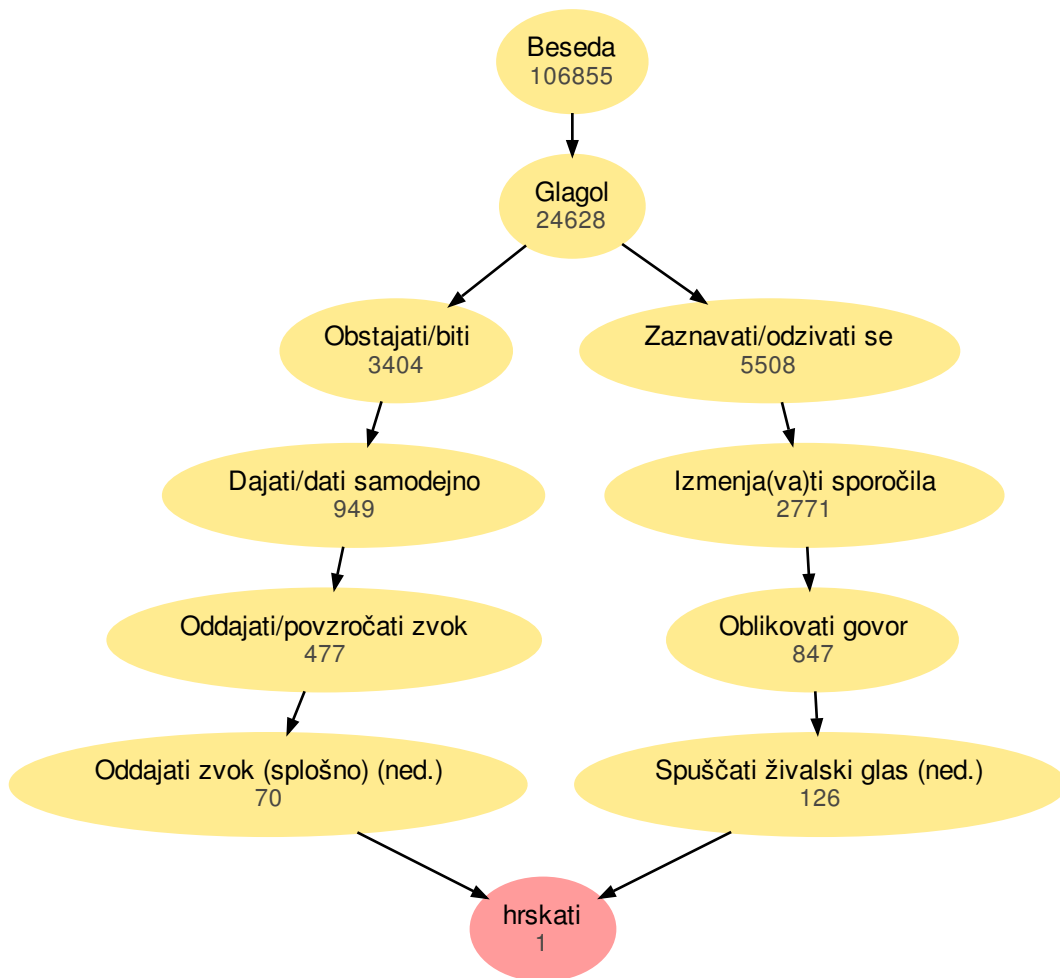 Beseda
106855
Glagol
24628
Obstajati/biti
3404
Zaznavati/odzivati se
5508
Dajati/dati samodejno
949
Izmenja(va)ti sporočila
2771
Oddajati/povzročati zvok
477
Oblikovati govor
847
Oddajati zvok (splošno) (ned.)
70
Spuščati živalski glas (ned.)
126
hrskati
1